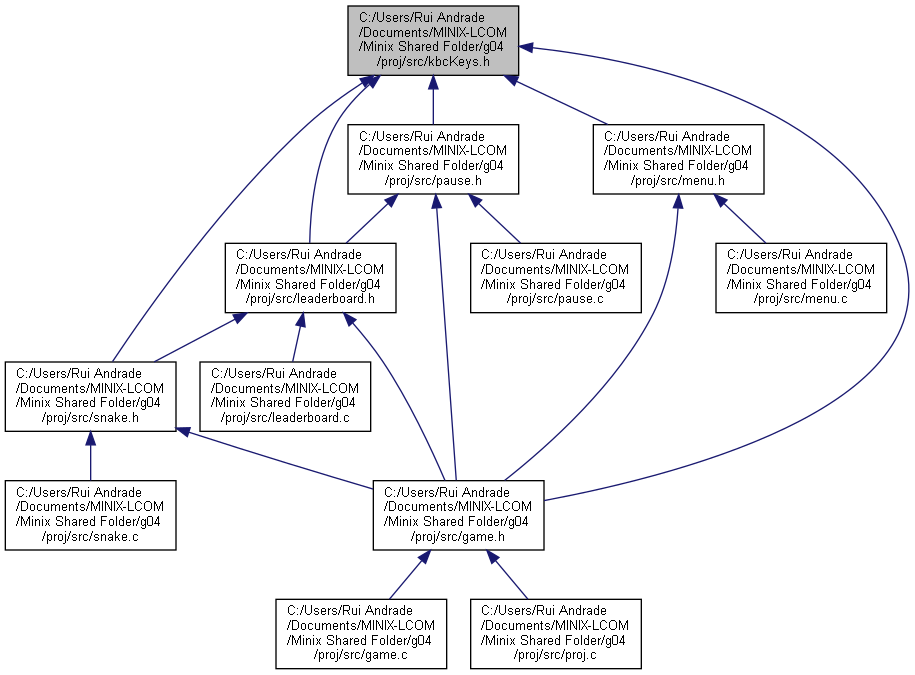 C:/Users/Rui Andrade
/Documents/MINIX-LCOM
/Minix Shared Folder/g04
/proj/src/kbcKeys.h
C:/Users/Rui Andrade
/Documents/MINIX-LCOM
/Minix Shared Folder/g04
/proj/src/pause.h
C:/Users/Rui Andrade
/Documents/MINIX-LCOM
/Minix Shared Folder/g04
/proj/src/menu.h
C:/Users/Rui Andrade
/Documents/MINIX-LCOM
/Minix Shared Folder/g04
/proj/src/leaderboard.h
C:/Users/Rui Andrade
/Documents/MINIX-LCOM
/Minix Shared Folder/g04
/proj/src/pause.c
C:/Users/Rui Andrade
/Documents/MINIX-LCOM
/Minix Shared Folder/g04
/proj/src/menu.c
C:/Users/Rui Andrade
/Documents/MINIX-LCOM
/Minix Shared Folder/g04
/proj/src/snake.h
C:/Users/Rui Andrade
/Documents/MINIX-LCOM
/Minix Shared Folder/g04
/proj/src/leaderboard.c
C:/Users/Rui Andrade
/Documents/MINIX-LCOM
/Minix Shared Folder/g04
/proj/src/snake.c
C:/Users/Rui Andrade
/Documents/MINIX-LCOM
/Minix Shared Folder/g04
/proj/src/game.h
C:/Users/Rui Andrade
/Documents/MINIX-LCOM
/Minix Shared Folder/g04
/proj/src/game.c
C:/Users/Rui Andrade
/Documents/MINIX-LCOM
/Minix Shared Folder/g04
/proj/src/proj.c